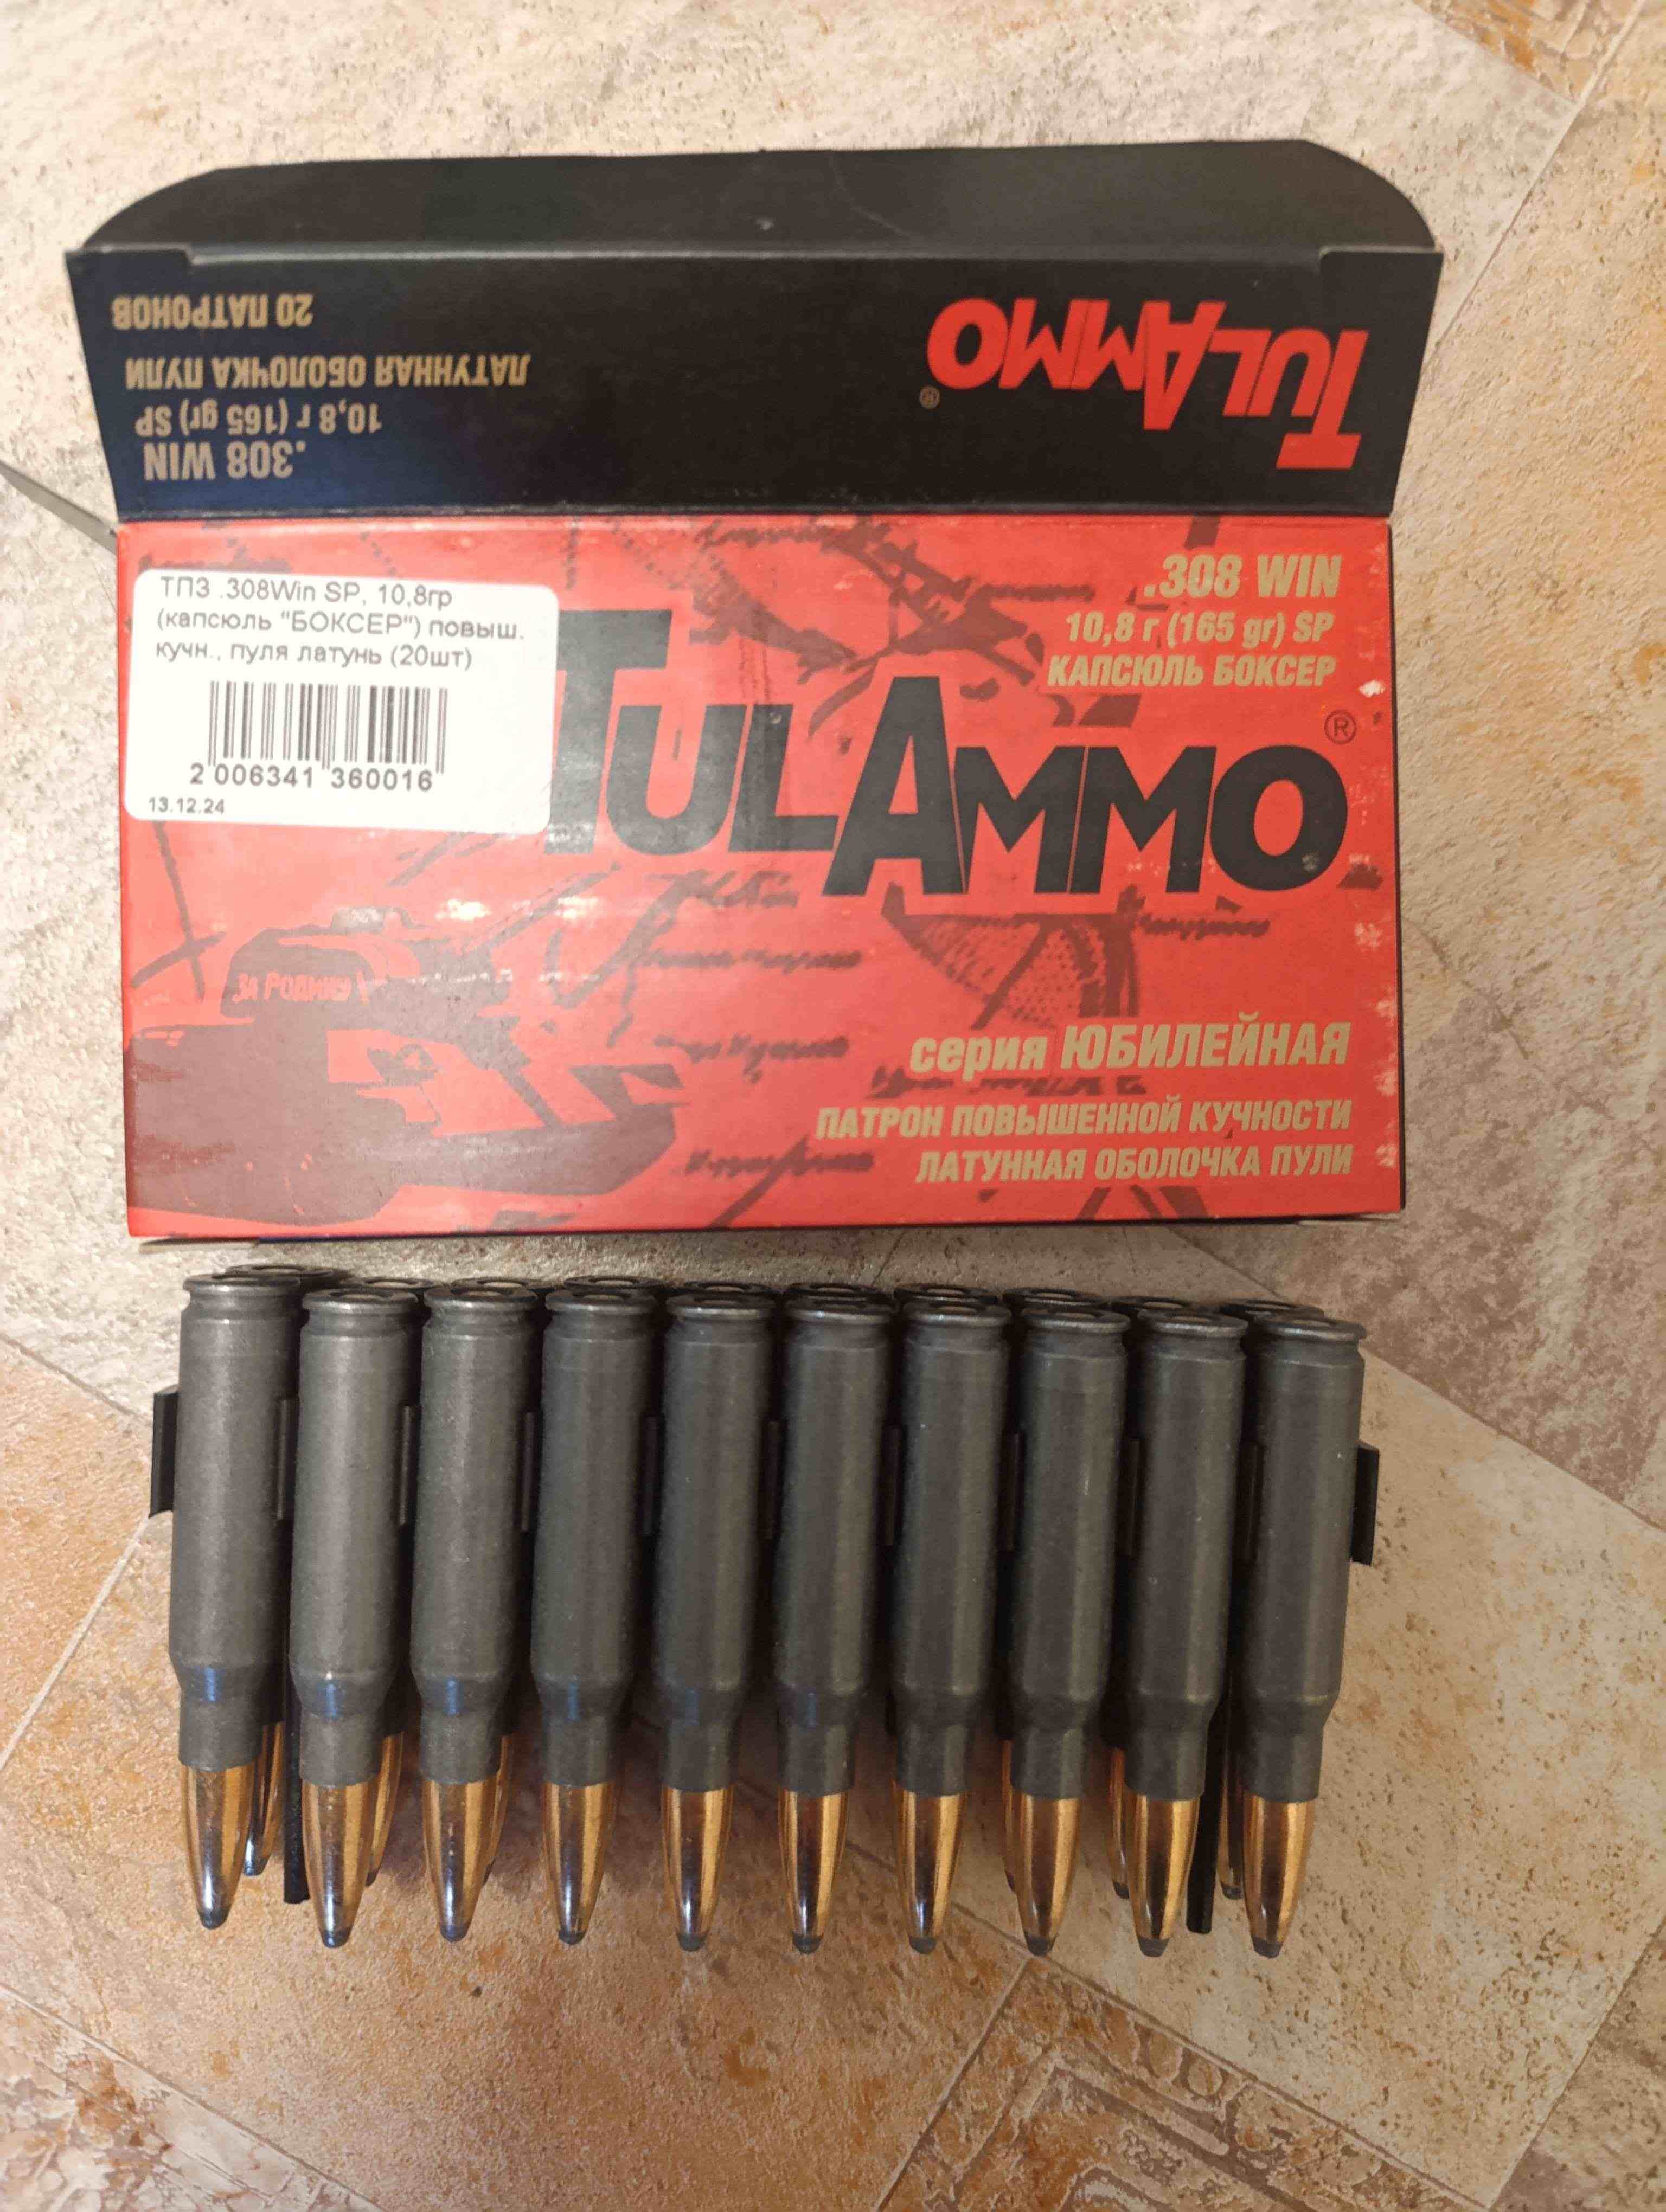 .308 WIN
10,8 г (165 gr) SP
ЛАТУННАЯ ОБОЛОЧКА ПУЛИ
20 ПАТРОНОВ
TULAMMO®
ТПЗ .308Win SP, 10,8гр
(капсюль "БОКСЕР") повыш.
кучн., пуля латунь (20шт)
2 006341 360016
13.12.24
.308 WIN
10,8 г (165 gr) SP
КАПСЮЛЬ БОКСЕР
TULAMMO®
ЗА РОДИНУ
серия ЮБИЛЕЙНАЯ
ПАТРОН ПОВЫШЕННОЙ КУЧНОСТИ
ЛАТУННАЯ ОБОЛОЧКА ПУЛИ